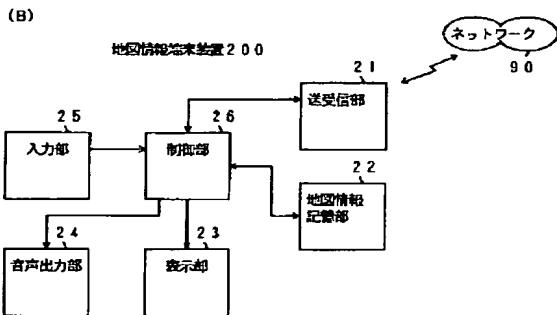 (B)
ネットワーク
90
地図情報端末装置200
21
送受信部
25
入力部
26
制御部
22
地図情報
記憶部
24
音声出力部
23
表示部